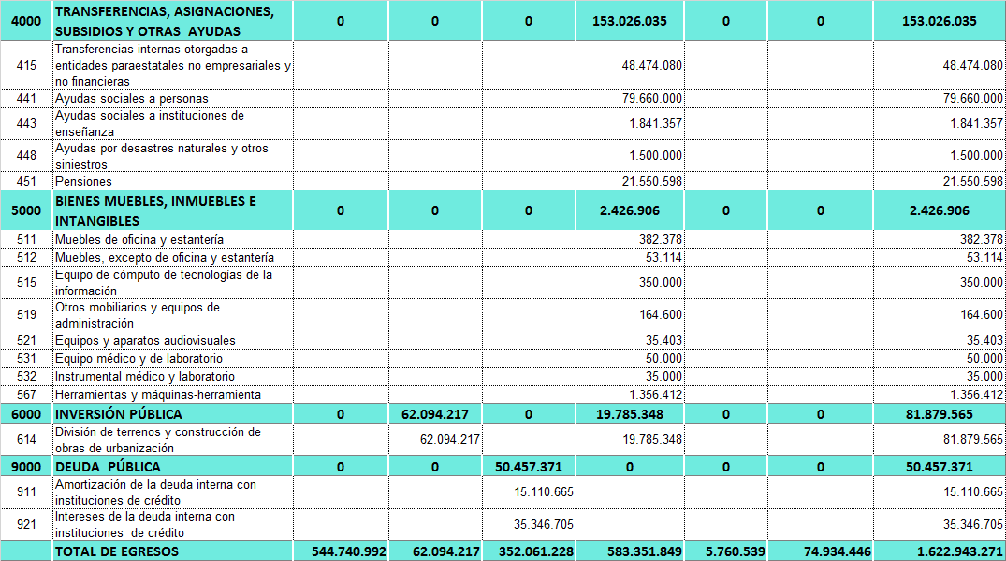 4000 TRANSFERENCIAS, ASIGNACIONES, SUBSIDIOS Y OTRAS AYUDAS 0 0 0 153.026.035 0 0 153.026.035
415 Transferencias internas otorgadas a entidades paraestatales no empresariales y no financieras 48.474.080 48.474.080
441 Ayudas sociales a personas 79.660.000 79.660.000
443 Ayudas sociales a instituciones de enseñanza 1.841.357 1.841.357
448 Ayudas por desastres naturales y otros siniestros 1.500.000 1.500.000
451 Pensiones 21.550.598 21.550.598
5000 BIENES MUEBLES, INMUEBLES E INTANGIBLES 0 0 0 2.426.906 0 0 2.426.906
511 Muebles de oficina y estantería 382.378 382.378
512 Muebles, excepto de oficina y estantería 53.114 53.114
515 Equipo de cómputo de tecnologías de la información 350.000 350.000
519 Otros mobiliarios y equipos de administración 164.600 164.600
521 Equipos y aparatos audiovisuales 35.403 35.403
531 Equipo médico y de laboratorio 50.000 50.000
532 Instrumental médico y laboratorio 35.000 35.000
567 Herramientas y máquinas-herramienta 1.356.412 1.356.412
6000 INVERSIÓN PÚBLICA 0 62.094.217 0 19.785.348 0 0 81.879.565
614 División de terrenos y construcción de obras de urbanización 62.094.217 19.785.348 81.879.565
9000 DEUDA PÚBLICA 0 0 50.457.371 0 0 0 50.457.371
911 Amortización de la deuda interna con instituciones de crédito 15.110.665 15.110.665
921 Intereses de la deuda interna con instituciones de crédito 35.346.705 35.346.705
TOTAL DE EGRESOS 544.740.992 62.094.217 352.061.228 583.351.849 5.760.539 74.934.446 1.622.943.271